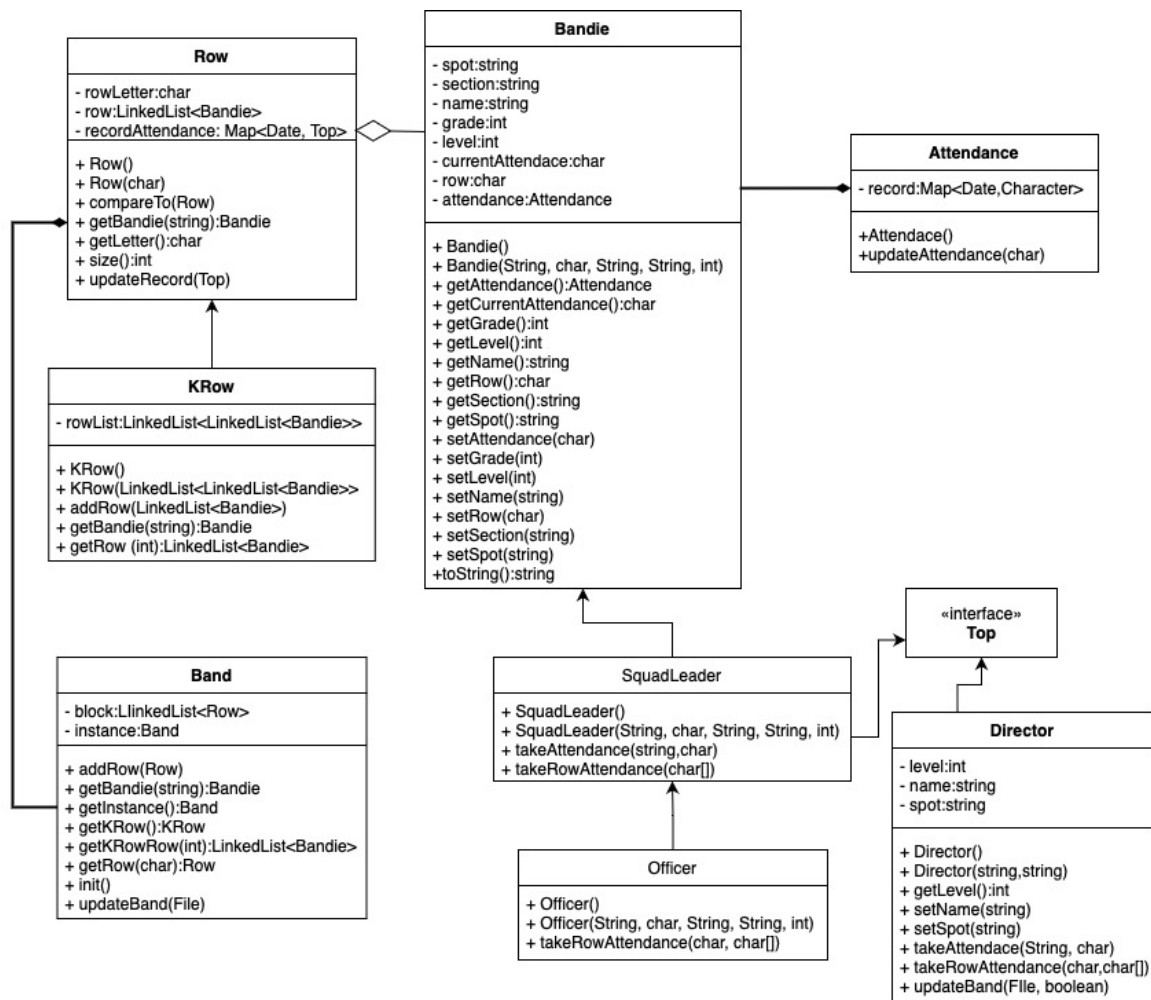 Row
- rowLetter:char
- row:LinkedList<Bandie>
- recordAttendance: Map<Date, Top>
+ Row()
+ Row(char)
+ compareTo(Row)
+ getBandie(string):Bandie
+ getLetter():char
+ size():int
+ updateRecord(Top)
Bandie
- spot:string
- section:string
- name:string
- grade:int
- level:int
- currentAttendace:char
- row:char
- attendance:Attendance
+ Bandie()
+ Bandie(String, char, String, String, int)
+ getAttendance():Attendance
+ getCurrentAttendance():char
+ getGrade():int
+ getLevel():int
+ getName():string
+ getRow():char
+ getSection():string
+ getSpot():string
+ setAttendance(char)
+ setGrade(int)
+ setLevel(int)
+ setName(string)
+ setRow(char)
+ setSection(string)
+ setSpot(string)
+toString():string
Attendance
- record:Map<Date,Character>
+Attendace()
+updateAttendance(char)
KRow
- rowList:LinkedList<LinkedList<Bandie>>
+ KRow()
+ KRow(LinkedList<LinkedList<Bandie>>
+ addRow(LinkedList<Bandie>)
+ getBandie(string):Bandie
+ getRow (int):LinkedList<Bandie>
Band
- block:LIinkedList<Row>
- instance:Band
+ addRow(Row)
+ getBandie(string):Bandie
+ getInstance():Band
+ getKRow():KRow
+ getKRowRow(int):LinkedList<Bandie>
+ getRow(char):Row
+ init()
+ updateBand(File)
SquadLeader
+ SquadLeader()
+ SquadLeader(String, char, String, String, int)
+ takeAttendance(string,char)
+ takeRowAttendance(char[])
Officer
+ Officer()
+ Officer(String, char, String, String, int)
+ takeRowAttendance(char, char[])
«interface»
Top
Director
- level:int
- name:string
- spot:string
+ Director()
+ Director(string,string)
+ getLevel():int
+ setName(string)
+ setSpot(string)
+ takeAttedace(String, char)
+ takeRowAttendance(char,char[])
+ updateBand(FIle, boolean)